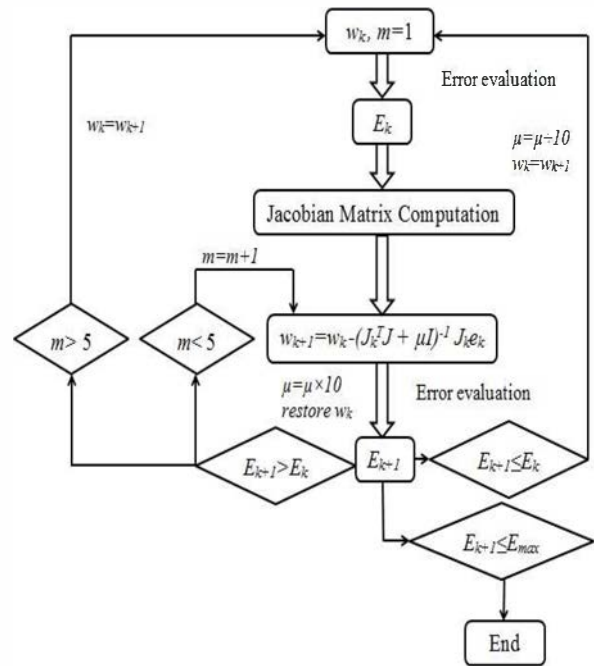 wₖ, m=1
Error evaluation
Eₖ
μ=μ÷10
wₖ=wₖ₊₁
wₖ=wₖ₊₁
Jacobian Matrix Computation
m=m+1
m> 5
m< 5
wₖ₊₁=wₖ-(JₖᵀJ + μI)⁻¹ Jₖeₖ
μ=μ×10
restore wₖ
Error evaluation
Eₖ₊₁>Eₖ
Eₖ₊₁
Eₖ₊₁≤Eₖ
Eₖ₊₁≤Eₘₐₓ
End